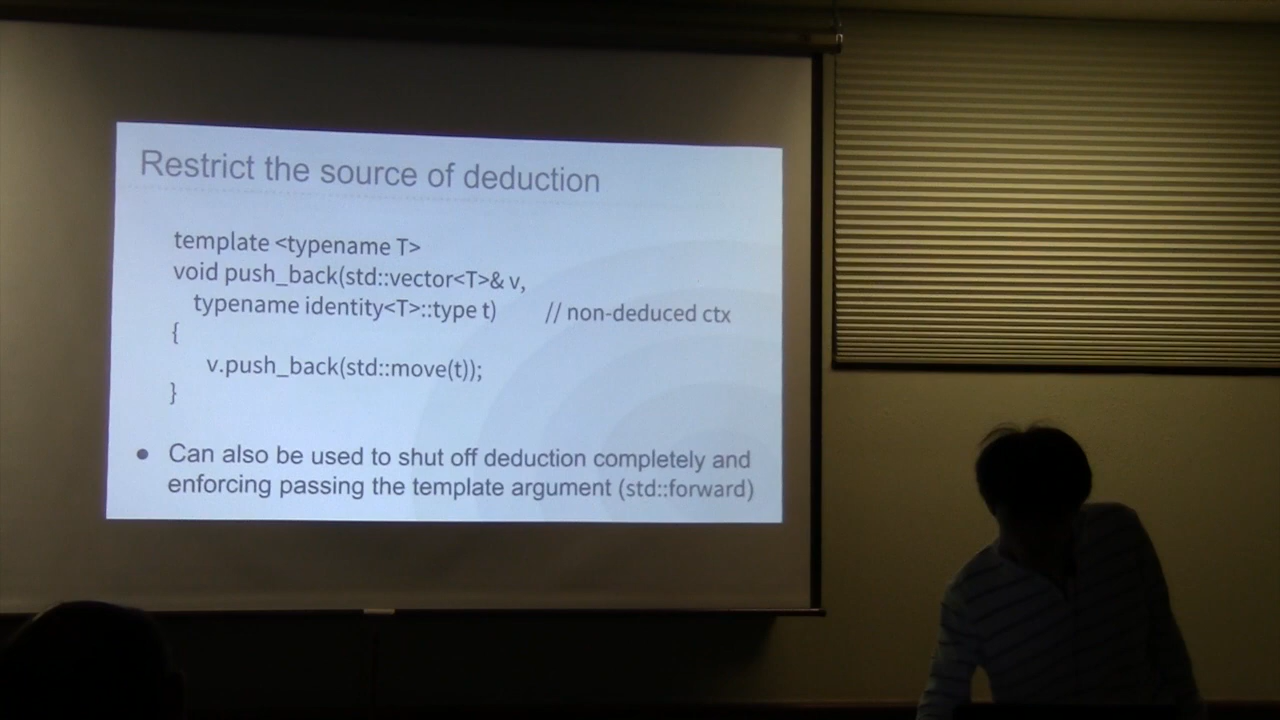 Restrict the source of deduction
template <typename T>
void push_back(std::vector<T>& v,
typename identity<T>::type t) // non-deduced ctx
{
v.push_back(std::move(t));
}
● Can also be used to shut off deduction completely and
enforcing passing the template argument (std::forward)